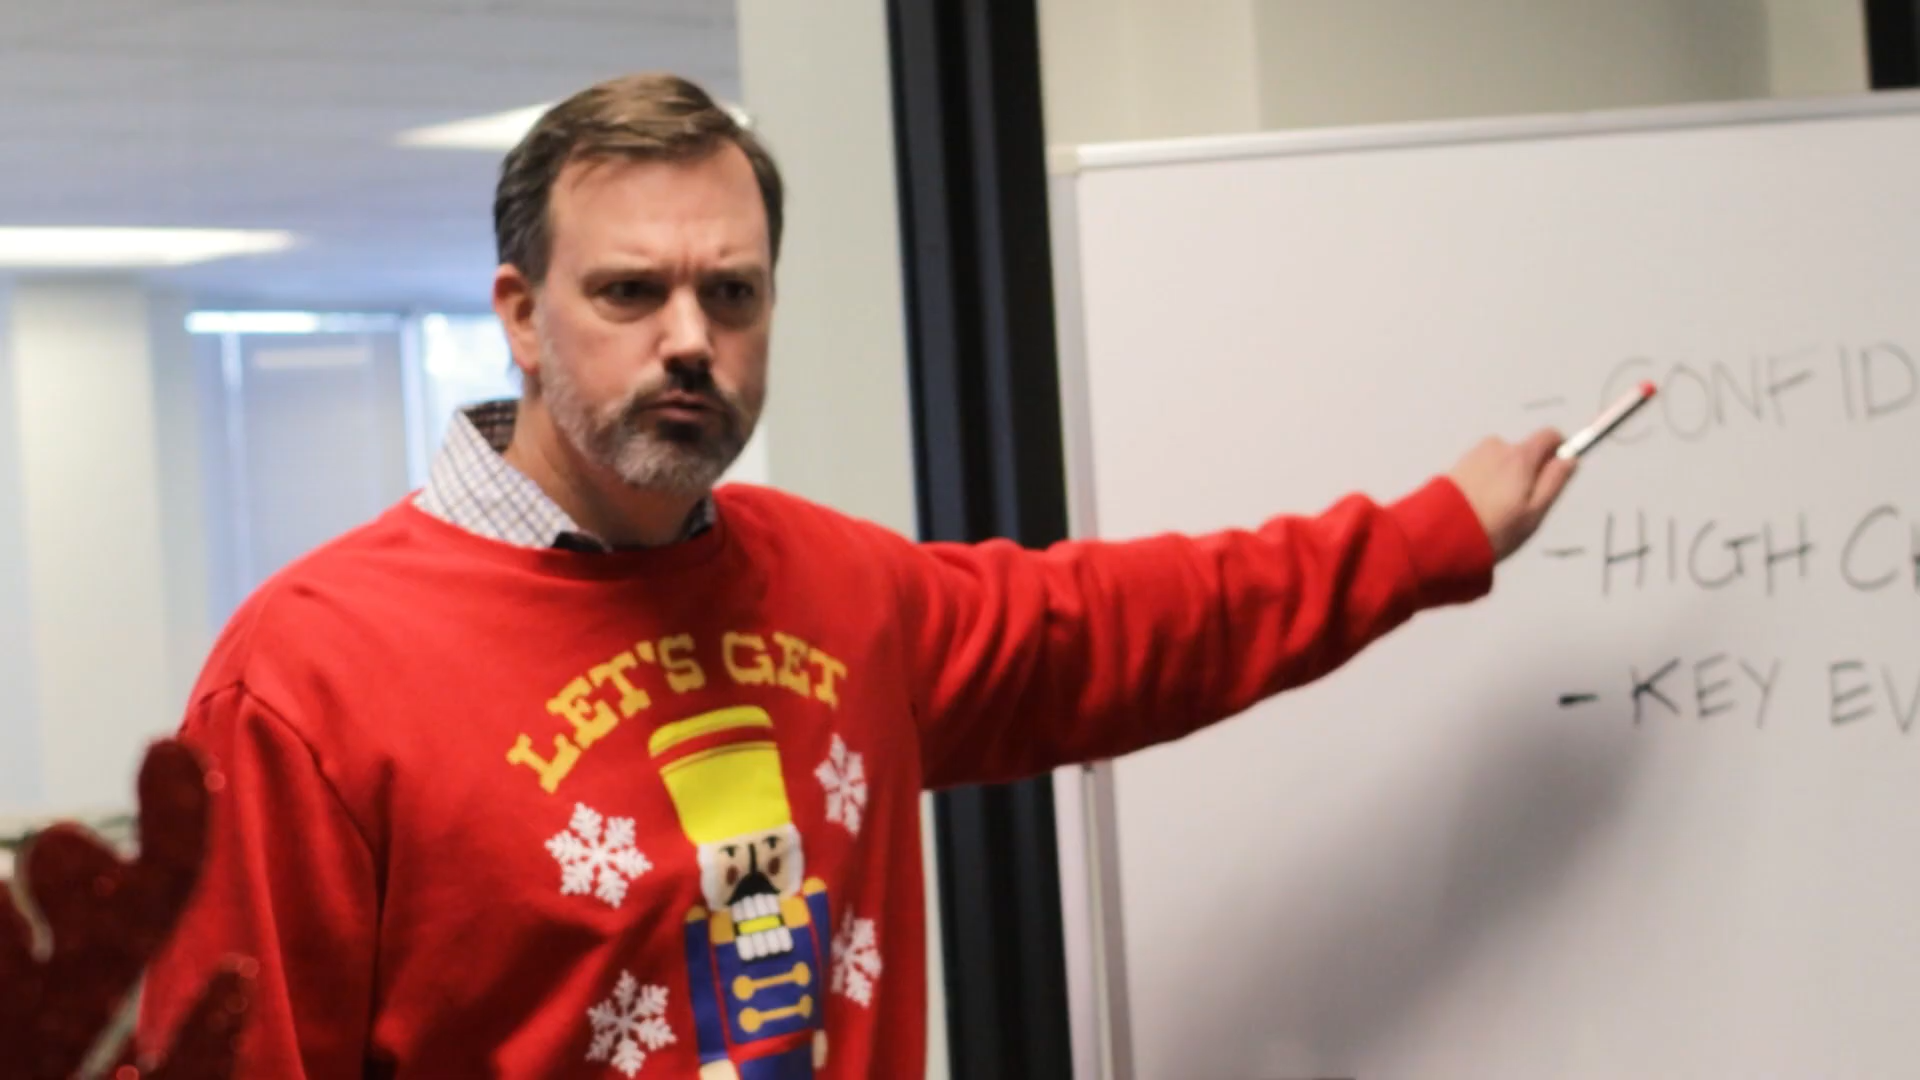 LET'S GET
- CONFID
- HIGH C
- KEY EV